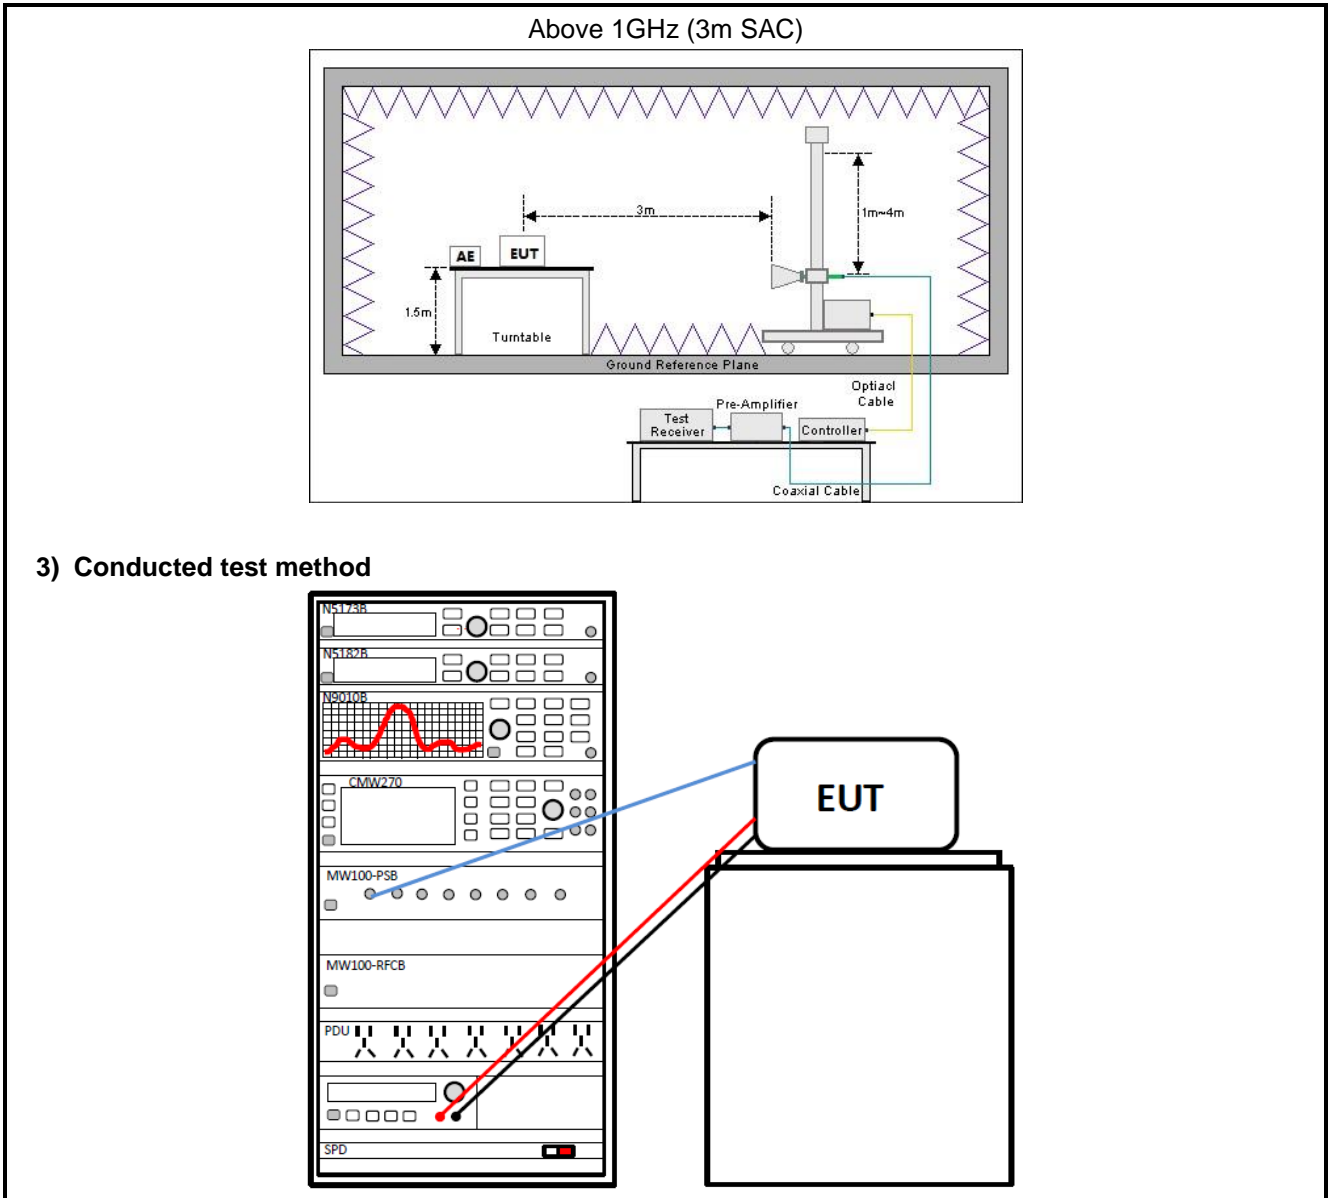 Above 1GHz (3m SAC)
3m
1m~4m
AE
EUT
1.5m
Turntable
Ground Reference Plane
Optiacl
Cable
Pre-Amplifier
Test
Receiver
Controller
Coaxial Cable
3) Conducted test method
N5173B
N5182B
N9010B
CMW270
EUT
MW100-PSB
MW100-RFCB
PDU
SPD